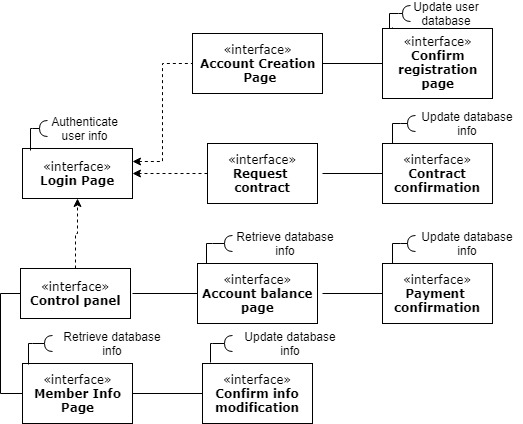 Update user
database
«interface»
Account Creation
Page
«interface»
Confirm
registration
page
Authenticate
user info
Update database
info
«interface»
Login Page
«interface»
Request
contract
«interface»
Contract
confirmation
Retrieve database
info
Update database
info
«interface»
Control panel
«interface»
Account balance
page
«interface»
Payment
confirmation
Retrieve database
info
Update database
info
«interface»
Member Info
Page
«interface»
Confirm info
modification